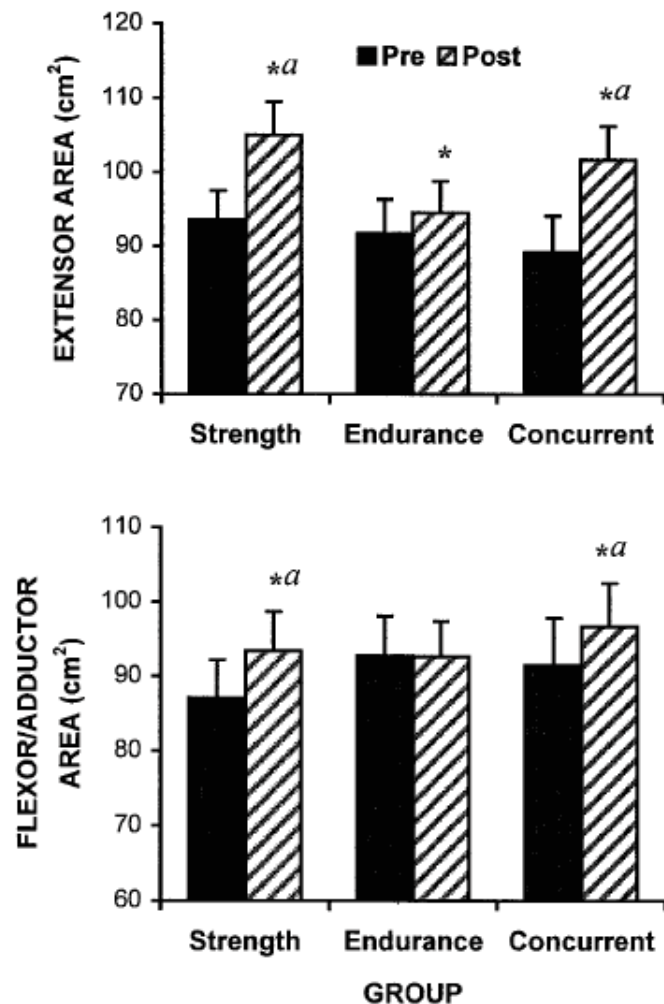 EXTENSOR AREA (cm²)
120
110
100
90
80
70
Pre Post
*a
*
*a
Strength Endurance Concurrent
FLEXOR/ADDUCTOR
AREA (cm²)
110
100
90
80
70
60
*a
*a
Strength Endurance Concurrent
GROUP